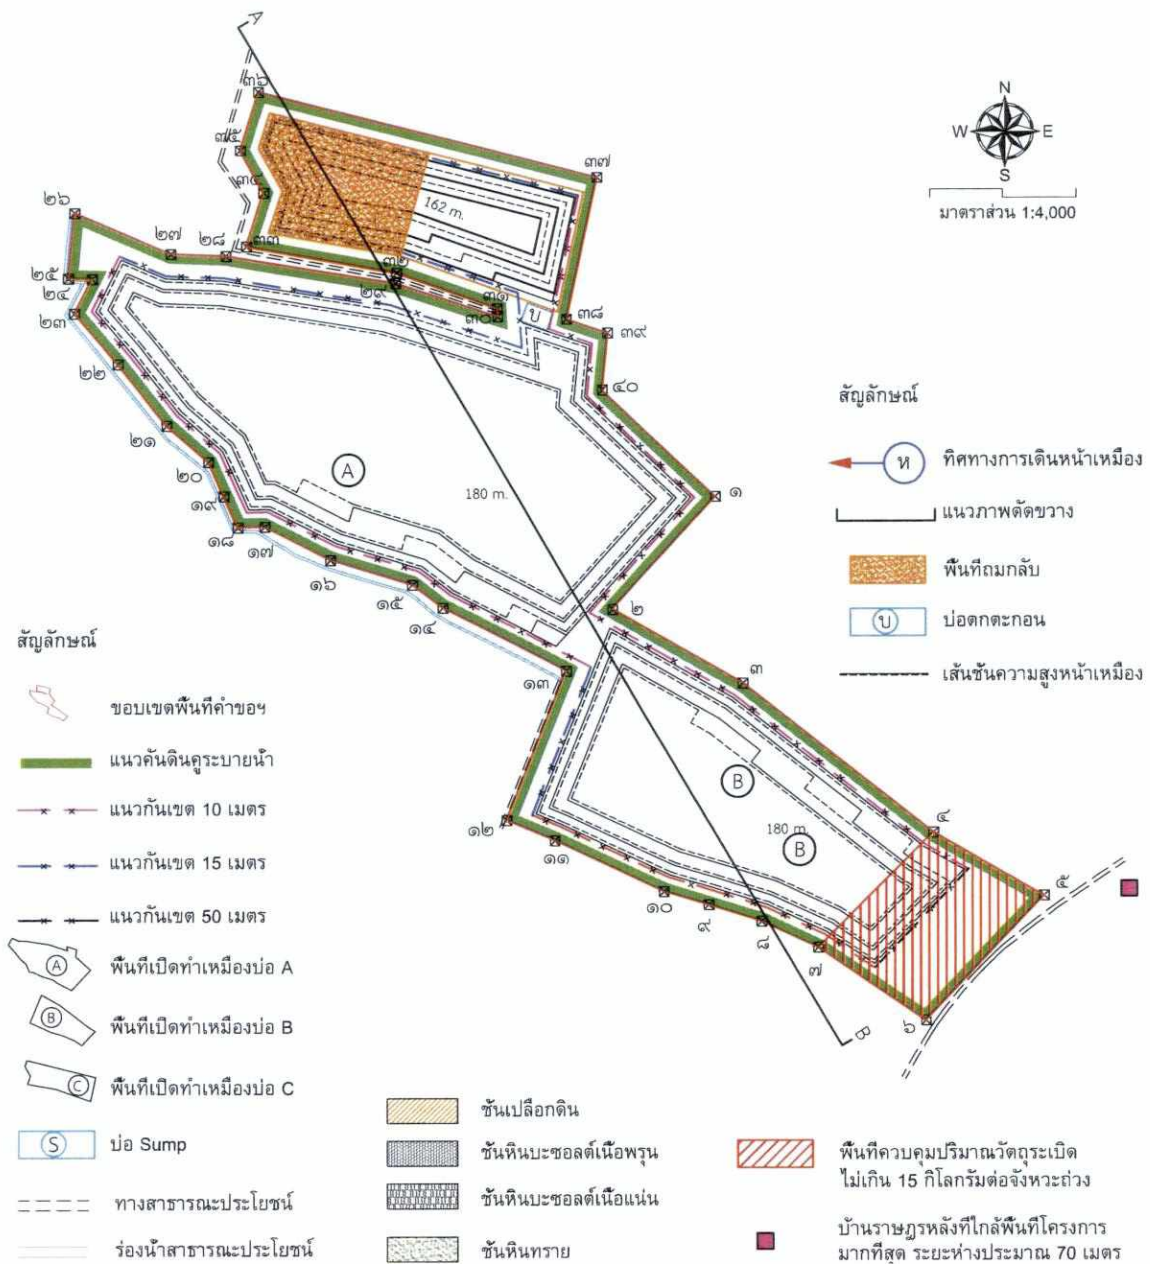 A
๓๖
N
W
E
S
มาตราส่วน 1:4,000
๓๕
๓๗
๓๔
162 m.
๒๖
๒๗
๒๘
๓๓
๓๒
๒๙
๓๑
๓๐
บ
๓๘
๓๙
๒๕
๒๔
๒๓
๒๒
๔๐
๒๑
๒๐
๑๙
๑๘
๑๗
๑๖
๑๕
๑๔
๑๓
A
180 m.
๑
๒
๓
B
180 m.
B
๔
๕
๖
๗
๘
๙
๑๐
๑๑
๑๒
B
สัญลักษณ์
ห
ทิศทางการเดินหน้าเหมือง
แนวภาพตัดขวาง
พื้นที่ถมกลับ
บ
บ่อตกตะกอน
เส้นชั้นความสูงหน้าเหมือง
สัญลักษณ์
ขอบเขตพื้นที่คำขอฯ
แนวคันดินคูระบายน้ำ
แนวกันเขต 10 เมตร
แนวกันเขต 15 เมตร
แนวกันเขต 50 เมตร
A
พื้นที่เปิดทำเหมืองบ่อ A
B
พื้นที่เปิดทำเหมืองบ่อ B
C
พื้นที่เปิดทำเหมืองบ่อ C
S
บ่อ Sump
ทางสาธารณะประโยชน์
ร่องน้ำสาธารณะประโยชน์
ชั้นเปลือกดิน
ชั้นหินบะซอลต์เนื้อพรุน
ชั้นหินบะซอลต์เนื้อแน่น
ชั้นหินทราย
พื้นที่ควบคุมปริมาณวัตถุระเบิด
ไม่เกิน 15 กิโลกรัมต่อจังหวะถ่วง
บ้านราษฎรหลังที่ใกล้พื้นที่โครงการ
มากที่สุด ระยะห่างประมาณ 70 เมตร